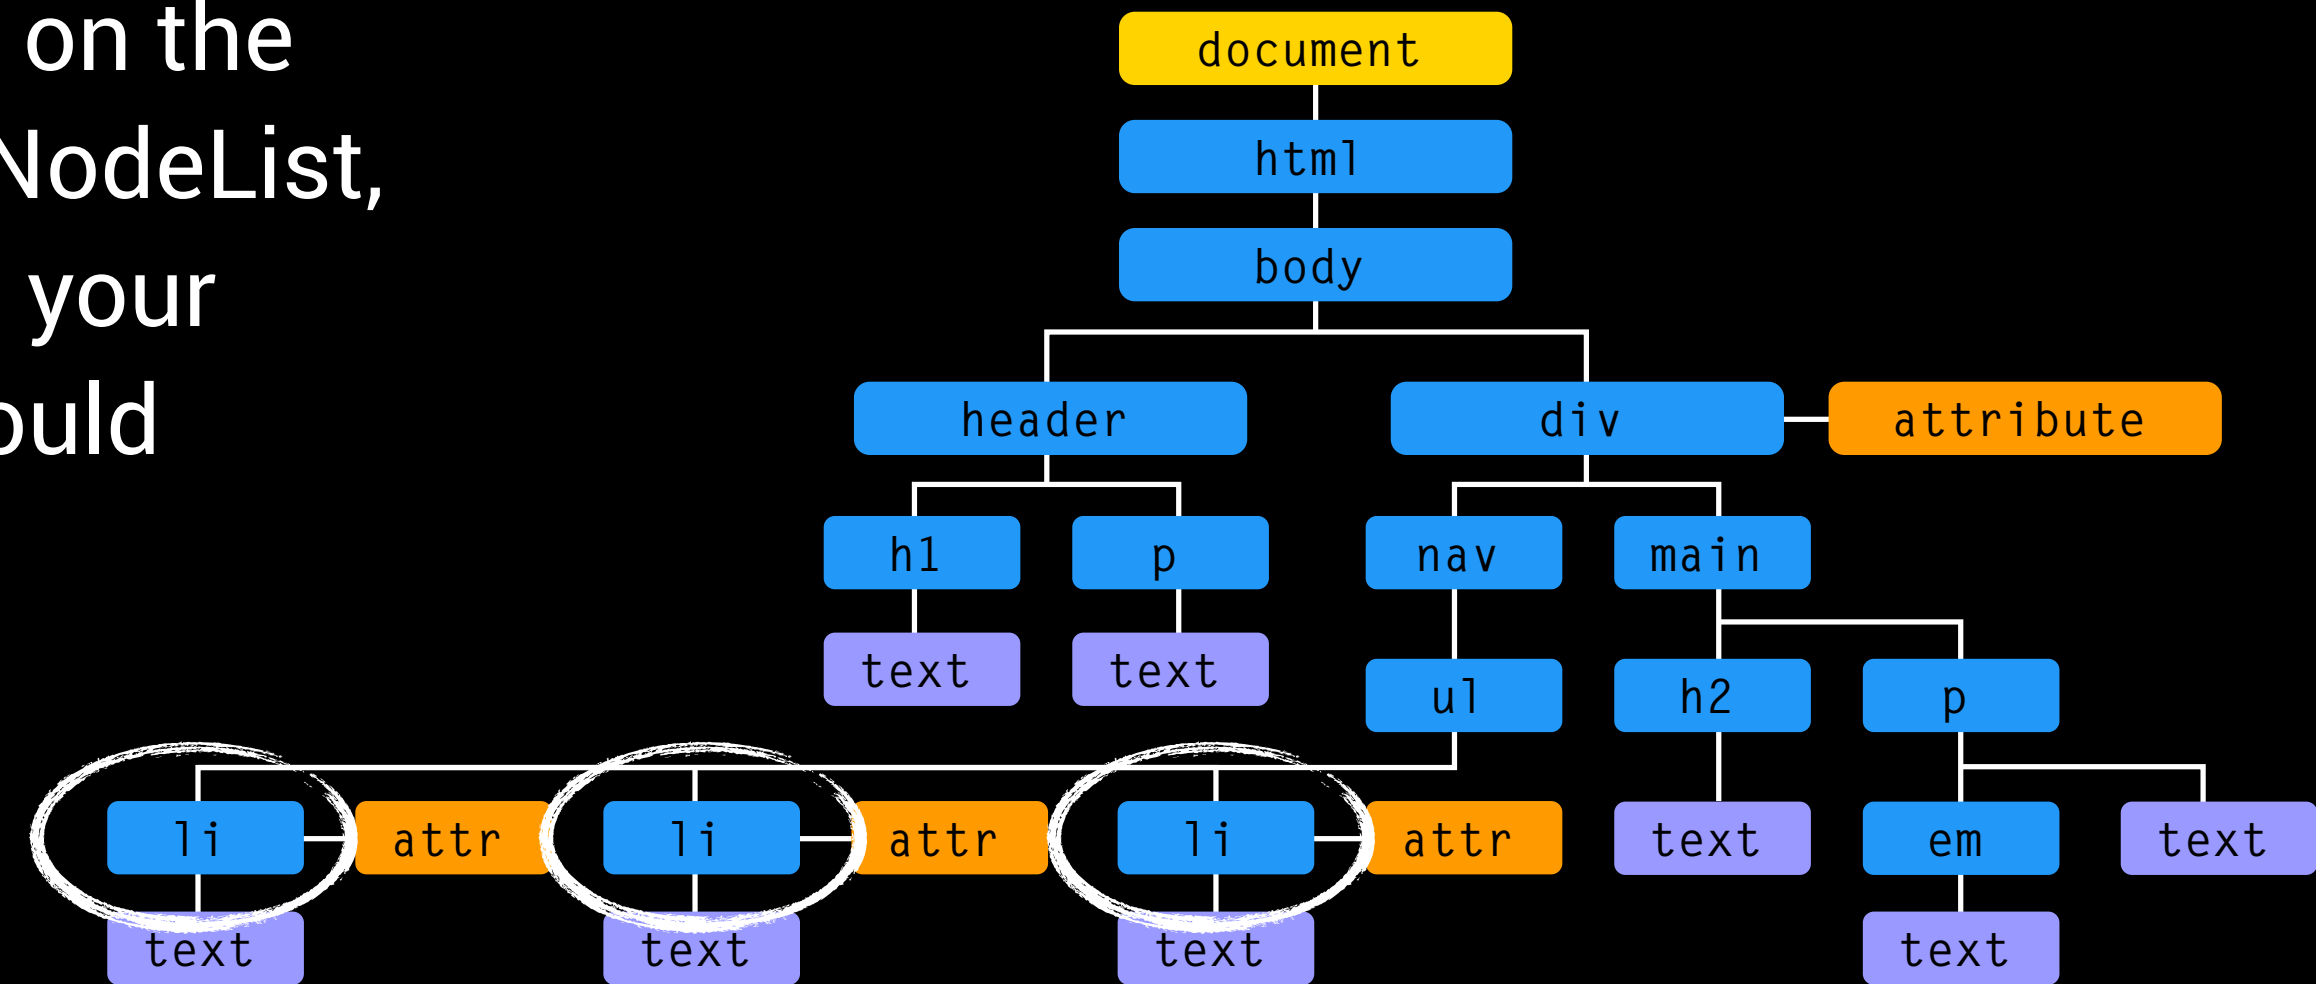 on the
NodeList,
your
ould
document
html
body
header div attribute
h1 p nav main
text text
ul h2 p
li attr li attr li attr text em text
text text text text